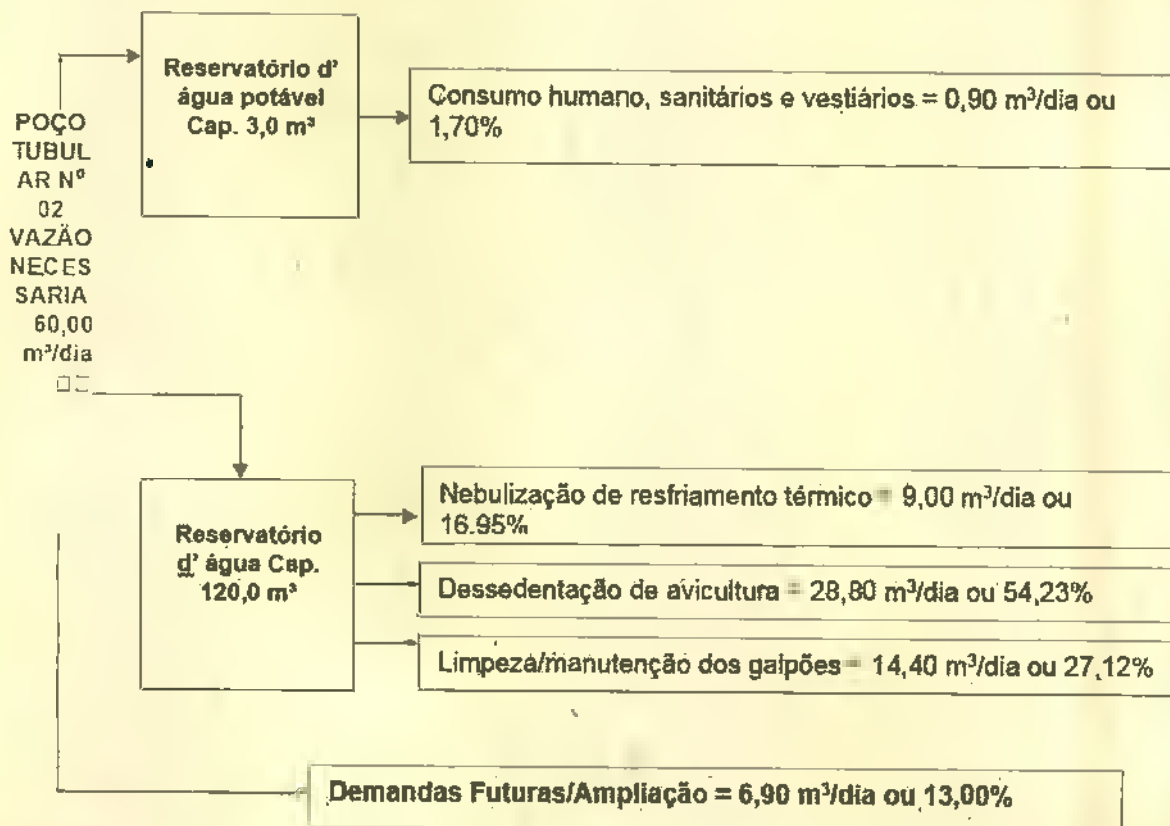 POÇO
TUBUL
AR Nº
02
VAZÃO
NECES
SARIA
60,00
m³/dia
Reservatório d'
água potável
Cap. 3,0 m³
Consumo humano, sanitários e vestiários = 0,90 m³/dia ou
1,70%
Reservatório
d' água Cap.
120,0 m³
Nebulização de resfriamento térmico = 9,00 m³/dia ou
16.95%
Dessedentação de avicultura = 28,80 m³/dia ou 54,23%
Limpeza/manutenção dos galpões = 14,40 m³/dia ou 27,12%
Demandas Futuras/Ampliação = 6,90 m³/dia ou 13,00%